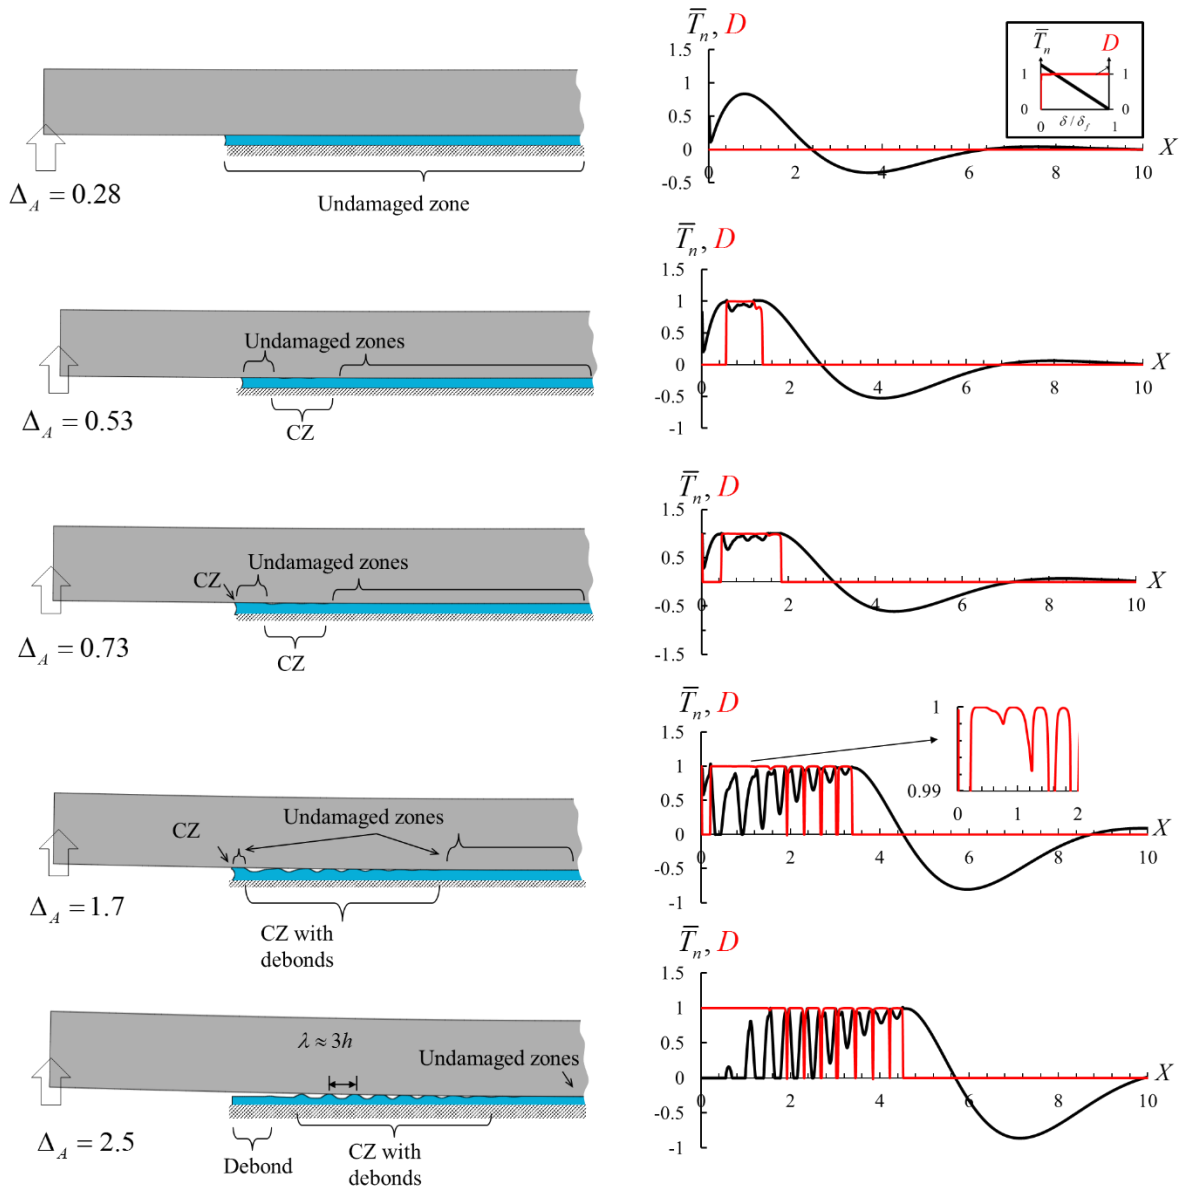 T̄ₙ, D
1.5
1
0.5
0
-0.5
0 2 4 6 8 10
X
T̄ₙ D
1 1
0 0
0 δ / δ_f 1
Δ_A = 0.28
Undamaged zone
T̄ₙ, D
1.5
1
0.5
0
-0.5
-1
0 2 4 6 8 10
X
Undamaged zones
CZ
Δ_A = 0.53
T̄ₙ, D
1.5
1
0.5
0
-0.5
-1.5
0 2 4 6 8 10
X
Undamaged zones
CZ
CZ
Δ_A = 0.73
T̄ₙ, D
1.5
1
0.5
0
-0.5
-1
0 2 4 6 8 10
X
1
0.99
0 1 2
Undamaged zones
CZ
Δ_A = 1.7
CZ with
debonds
T̄ₙ, D
1.5
1
0.5
0
-0.5
-1
0 2 4 6 8 10
X
λ ≈ 3h
Undamaged zones
Δ_A = 2.5
Debond
CZ with
debonds